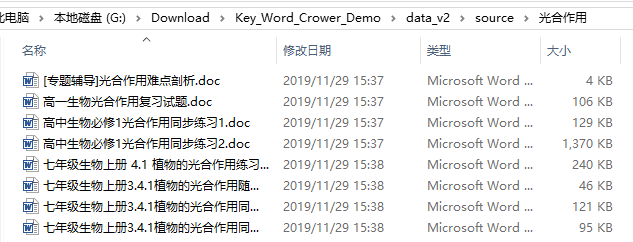 此电脑 > 本地磁盘 (G:) > Download > Key_Word_Crower_Demo > data_v2 > source > 光合作用
名称 修改日期 类型 大小
[专题辅导]光合作用难点剖析.doc 2019/11/29 15:37 Microsoft Word ... 4 KB
高一生物光合作用复习试题.doc 2019/11/29 15:37 Microsoft Word ... 106 KB
高中生物必修1光合作用同步练习1.doc 2019/11/29 15:37 Microsoft Word ... 129 KB
高中生物必修1光合作用同步练习2.doc 2019/11/29 15:37 Microsoft Word ... 1,370 KB
七年级生物上册 4.1 植物的光合作用练习... 2019/11/29 15:38 Microsoft Word ... 240 KB
七年级生物上册3.4.1植物的光合作用随... 2019/11/29 15:38 Microsoft Word ... 46 KB
七年级生物上册3.4.1植物的光合作用同... 2019/11/29 15:38 Microsoft Word ... 121 KB
七年级生物上册3.4.1植物的光合作用同... 2019/11/29 15:38 Microsoft Word ... 95 KB